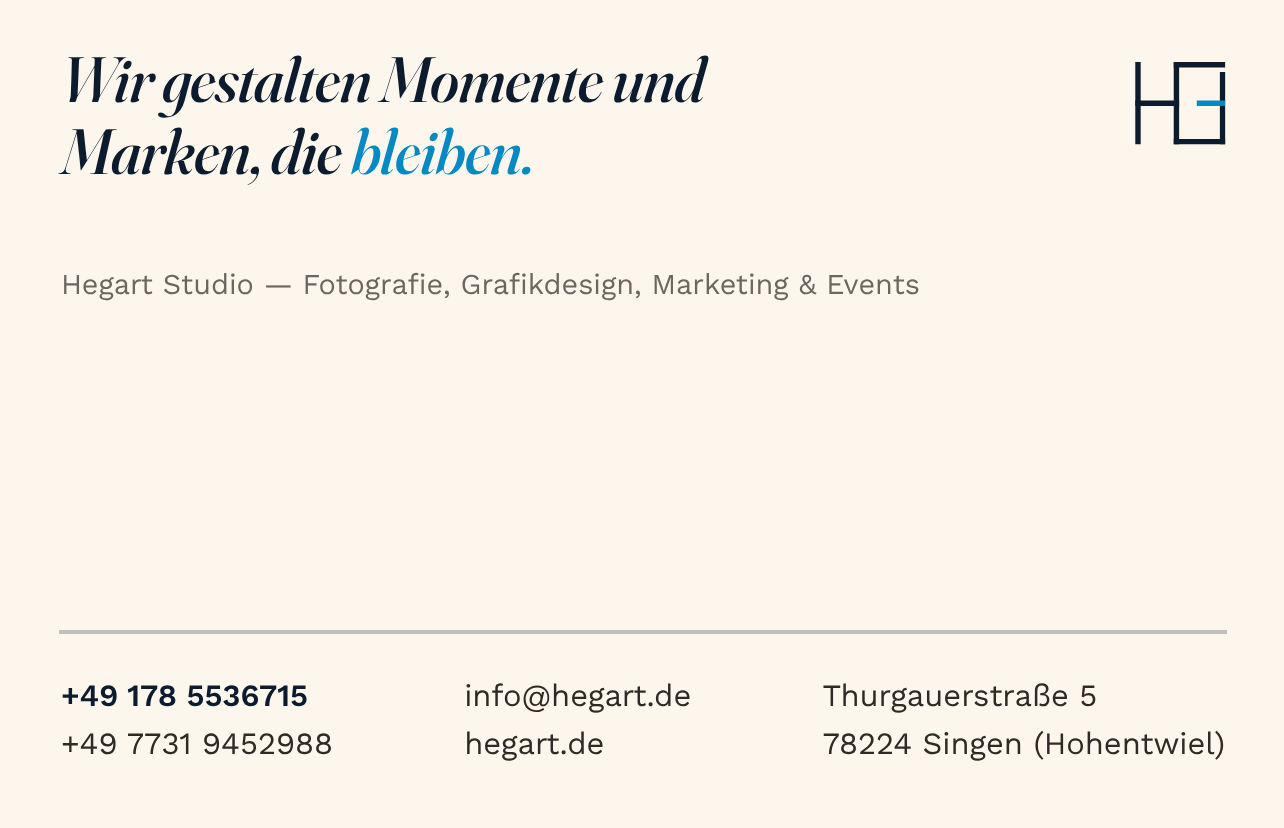 Wir gestalten Momente und
Marken, die bleiben.
Hegart Studio — Fotografie, Grafikdesign, Marketing & Events
+49 178 5536715
+49 7731 9452988
info@hegart.de
hegart.de
Thurgauerstraße 5
78224 Singen (Hohentwiel)